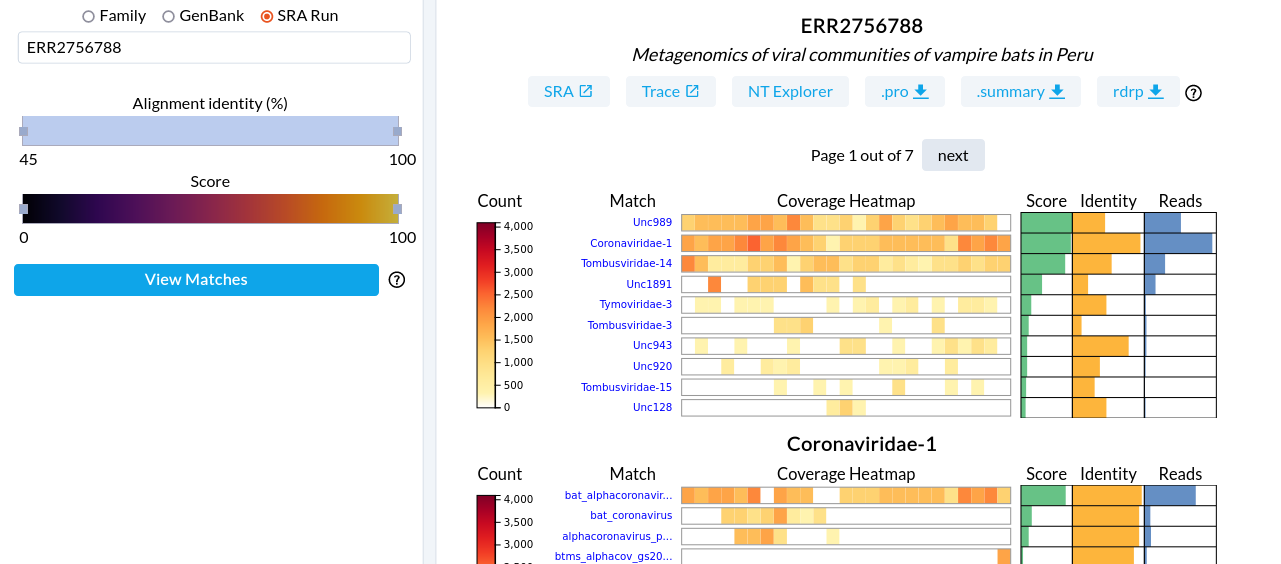 Family GenBank SRA Run
ERR2756788
Alignment identity (%)
45 100
Score
0 100
View Matches
ERR2756788
Metagenomics of viral communities of vampire bats in Peru
SRA Trace NT Explorer .pro .summary rdrp
Page 1 out of 7 next
Count Match Coverage Heatmap Score Identity Reads
4,000
3,500
3,000
2,500
2,000
1,500
1,000
500
0
Unc989
Coronaviridae-1
Tombusviridae-14
Unc1891
Tymoviridae-3
Tombusviridae-3
Unc943
Unc920
Tombusviridae-15
Unc128
Coronaviridae-1
Count Match Coverage Heatmap Score Identity Reads
4,000
3,500
3,000
bat_alphacoronavir...
bat_coronavirus
alphacoronavirus_p...
btms_alphacov_gs20...